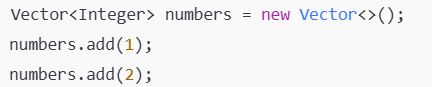 Vector<Integer> numbers = new Vector<>();
numbers.add(1);
numbers.add(2);